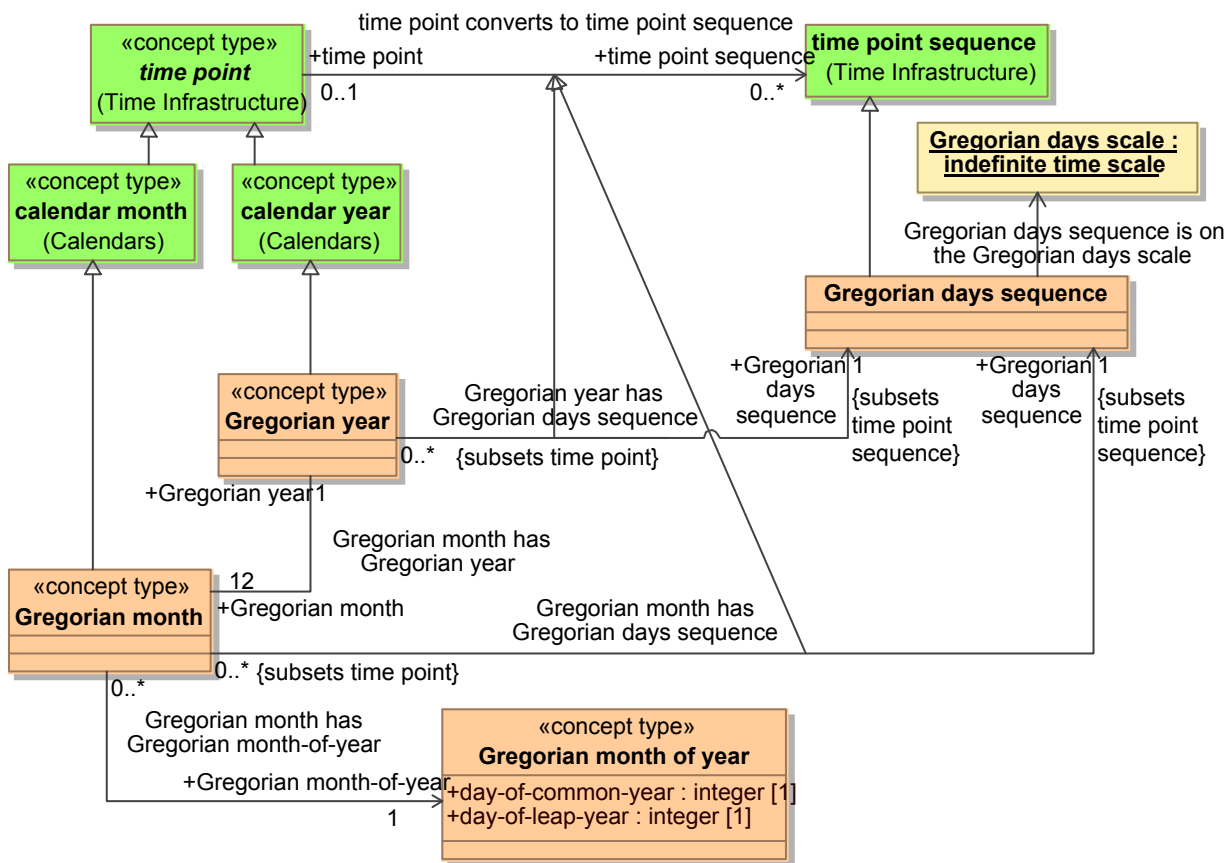 time point converts to time point sequence
«concept type»
time point
(Time Infrastructure)
+time point
0..1
+time point sequence
0..*
time point sequence
(Time Infrastructure)
Gregorian days scale :
indefinite time scale
«concept type»
calendar month
(Calendars)
«concept type»
calendar year
(Calendars)
Gregorian days sequence is on
the Gregorian days scale
Gregorian days sequence
«concept type»
Gregorian year
Gregorian year has
Gregorian days sequence
0..*
{subsets time point}
+Gregorian
days
sequence
1
{subsets
time point
sequence}
+Gregorian
days
sequence
1
{subsets
time point
sequence}
+Gregorian year
1
Gregorian month has
Gregorian year
12
+Gregorian month
«concept type»
Gregorian month
Gregorian month has
Gregorian days sequence
0..*
{subsets time point}
0..*
Gregorian month has
Gregorian month-of-year
+Gregorian month-of-year
1
«concept type»
Gregorian month of year
+day-of-common-year : integer [1]
+day-of-leap-year : integer [1]